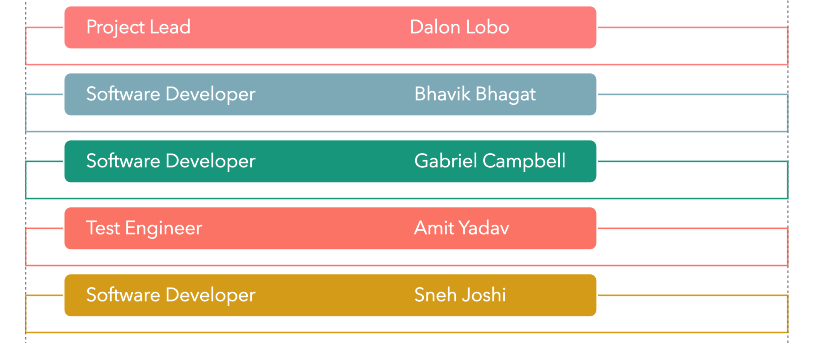 Project Lead Dalon Lobo
Software Developer Bhavik Bhagat
Software Developer Gabriel Campbell
Test Engineer Amit Yadav
Software Developer Sneh Joshi